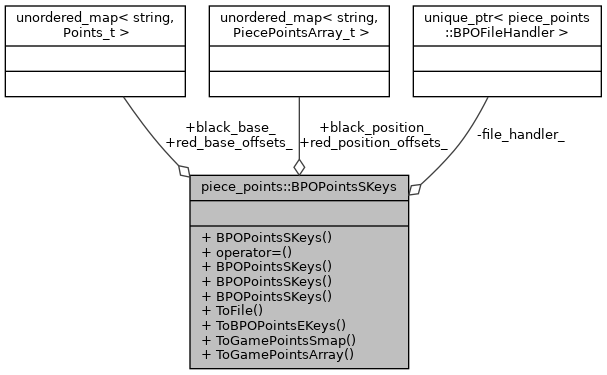 unordered_map< string,
Points_t >
unordered_map< string,
PiecePointsArray_t >
unique_ptr< piece_points
::BPOFileHandler >
+black_base_
+red_base_offsets_
+black_position_
+red_position_offsets_
-file_handler_
piece_points::BPOPointsSKeys
+ BPOPointsSKeys()
+ operator=()
+ BPOPointsSKeys()
+ BPOPointsSKeys()
+ BPOPointsSKeys()
+ ToFile()
+ ToBPOPointsEKeys()
+ ToGamePointsSmap()
+ ToGamePointsArray()